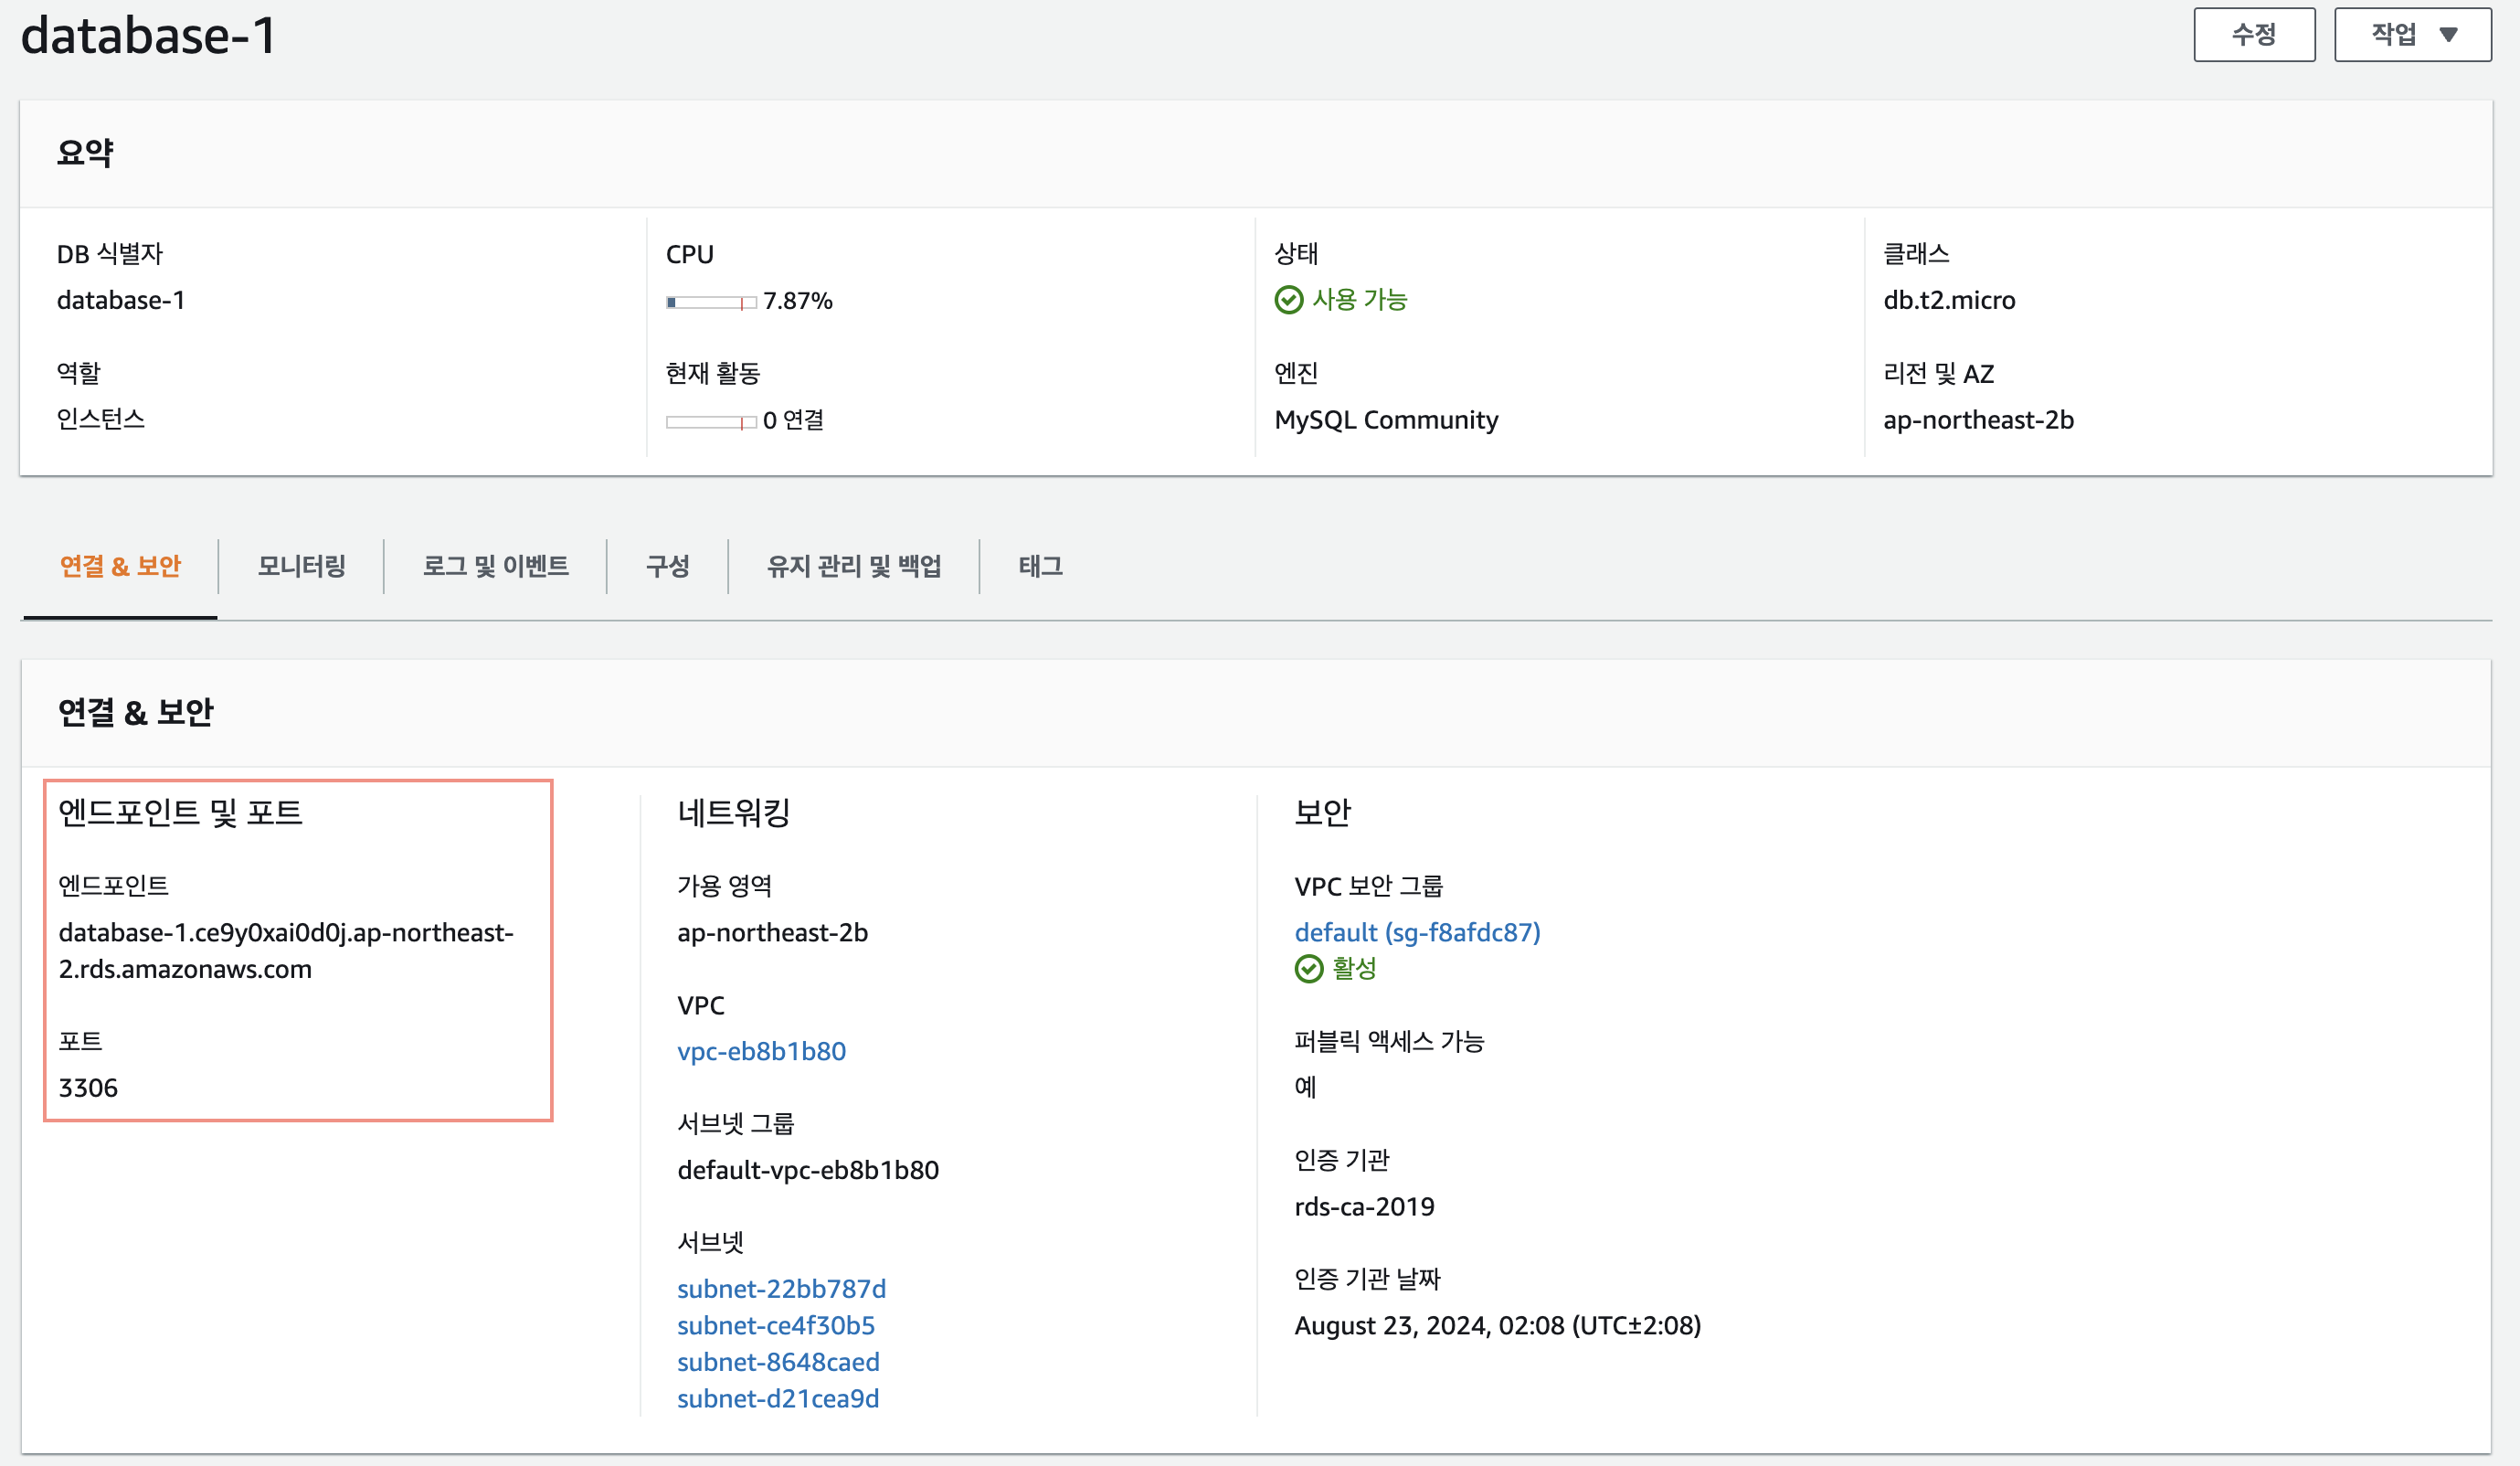 database-1
수정
작업
요약
DB 식별자
database-1
역할
인스턴스
CPU
7.87%
현재 활동
0 연결
상태
사용 가능
엔진
MySQL Community
클래스
db.t2.micro
리전 및 AZ
ap-northeast-2b
연결 & 보안
모니터링
로그 및 이벤트
구성
유지 관리 및 백업
태그
연결 & 보안
엔드포인트 및 포트
엔드포인트
database-1.ce9y0xai0d0j.ap-northeast-
2.rds.amazonaws.com
포트
3306
네트워킹
가용 영역
ap-northeast-2b
VPC
vpc-eb8b1b80
서브넷 그룹
default-vpc-eb8b1b80
서브넷
subnet-22bb787d
subnet-ce4f30b5
subnet-8648caed
subnet-d21cea9d
보안
VPC 보안 그룹
default (sg-f8afdc87)
활성
퍼블릭 액세스 가능
예
인증 기관
rds-ca-2019
인증 기관 날짜
August 23, 2024, 02:08 (UTC±2:08)